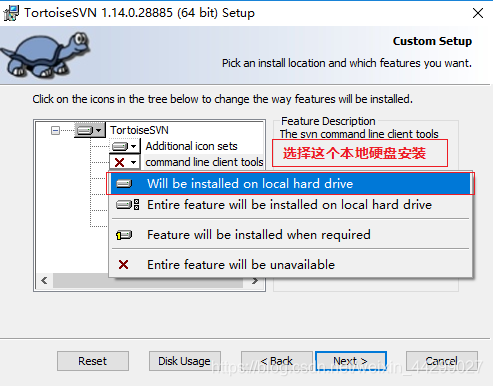 TortoiseSVN 1.14.0.28885 (64 bit) Setup
Custom Setup
Pick an install location and which features you want.
Click on the icons in the tree below to change the way features will be installed.
TortoiseSVN
Additional icon sets
command line client tools
Feature Description
The svn command line client tools
选择这个本地硬盘安装
Will be installed on local hard drive
Entire feature will be installed on local hard drive
Feature will be installed when required
Entire feature will be unavailable
Reset
Disk Usage
< Back
Next >
Cancel
https://blog.csdn.net/weixin_44299027